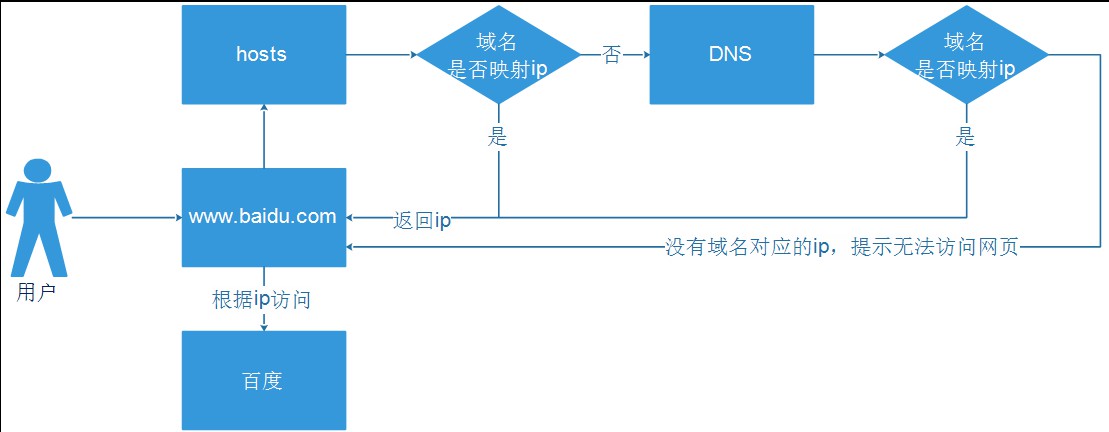 hosts
域名
是否映射ip
否
DNS
域名
是否映射ip
是
是
www.baidu.com
返回ip
没有域名对应的ip，提示无法访问网页
用户
根据ip访问
百度